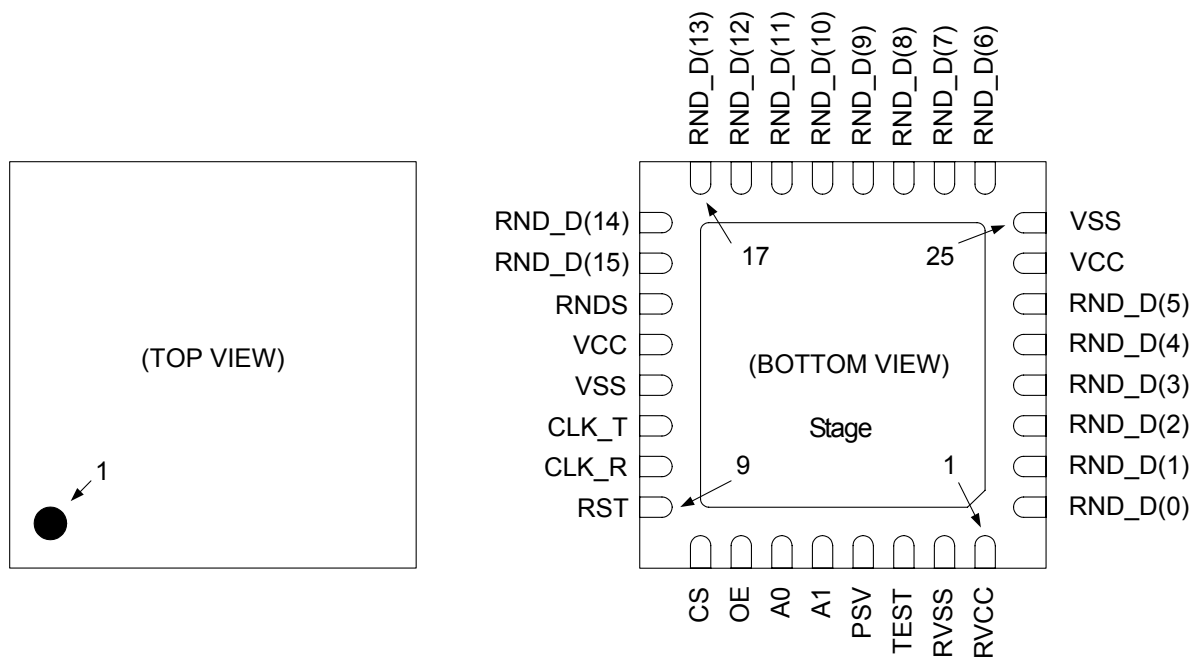 (TOP VIEW)
1
RND_D(13)
RND_D(12)
RND_D(11)
RND_D(10)
RND_D(9)
RND_D(8)
RND_D(7)
RND_D(6)
RND_D(14)
RND_D(15)
RNDS
VCC
VSS
CLK_T
CLK_R
RST
17
25
(BOTTOM VIEW)
Stage
9
1
VSS
VCC
RND_D(5)
RND_D(4)
RND_D(3)
RND_D(2)
RND_D(1)
RND_D(0)
CS
OE
A0
A1
PSV
TEST
RVSS
RVCC